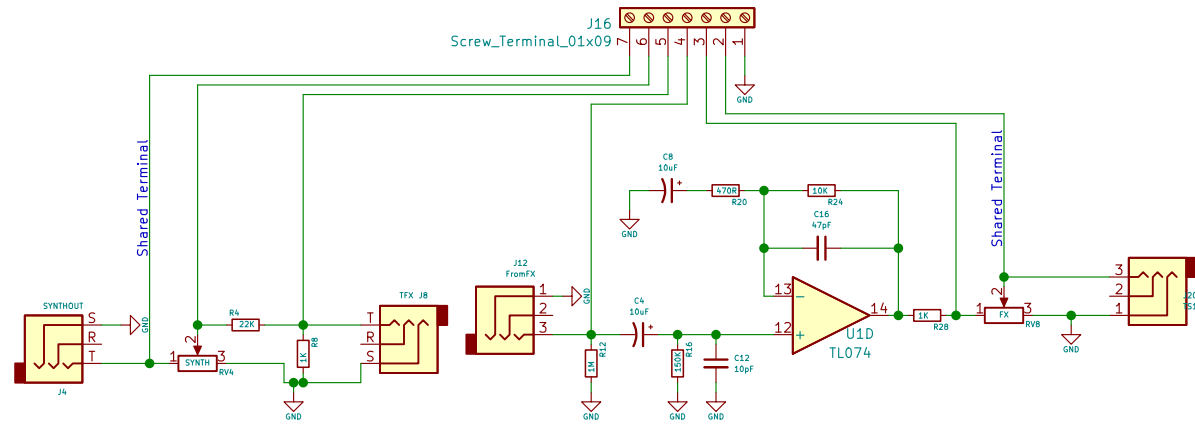 J16
Screw_Terminal_01x09
7
6
5
4
3
2
1
GND
Shared Terminal
Shared Terminal
C8
10uF
+
470R
R20
10K
R24
C16
47pF
GND
J12
FromFX
1
2
3
GND
C4
10uF
+
13
−
12
+
14
U1D
TL074
1K
R28
1
2
3
FX
RV8
GND
3
2
1
SYNTHOUT
S
R
T
GND
J4
R4
22K
2
1
3
SYNTH
RV4
1K
R8
GND
TFX J8
T
R
S
1M
R12
GND
150K
R16
GND
C12
10pF
GND